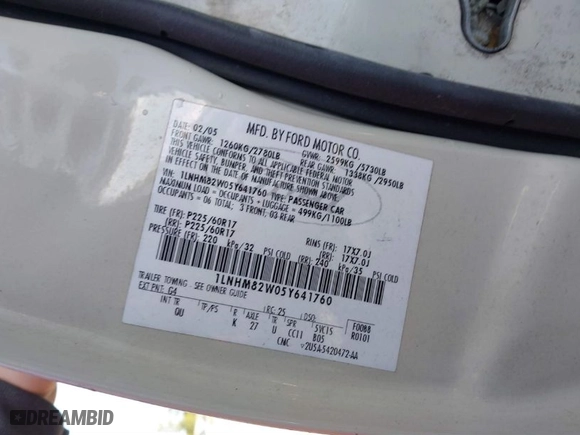 MFD. BY FORD MOTOR CO.
DATE: 02/05 GVWR: 2599KG /5730LB
FRONT GAWR: 1260KG/2780LB REAR GAWR: 1338KG /2950LB
THIS VEHICLE CONFORMS TO ALL APPLICABLE FEDERAL MOTOR
VEHICLE SAFETY, BUMPER, AND THEFT PREVENTION STANDARDS
IN EFFECT ON THE DATE OF MANUFACTURE SHOWN ABOVE.
VIN: 1LNHM82W05Y641760 TYPE: PASSENGER CAR
MAXIMUM LOAD = OCCUPANTS + LUGGAGE = 499KG/1100LB
OCCUPANTS = 06 TOTAL: 3 FRONT: 03 REAR
TIRE (FR): P225/60R17 RIMS (FR): 17X7.0J
(RR): P225/60R17 (RR): 17X7.0J
PRESSURE (FR): 220 kPa/32 PSI COLD (RR): 240 kPa/35 PSI COLD
1LNHM82W05Y641760
TRAILER TOWING - SEE OWNER GUIDE
EXT PNT: G4 RC: 25 DSO:
INT TR TP/PS R AXLE TR SPR F0088
QU K 27 U CC11 B05 R0101
CNC 2U5A-5420472-AA
DREAMBID